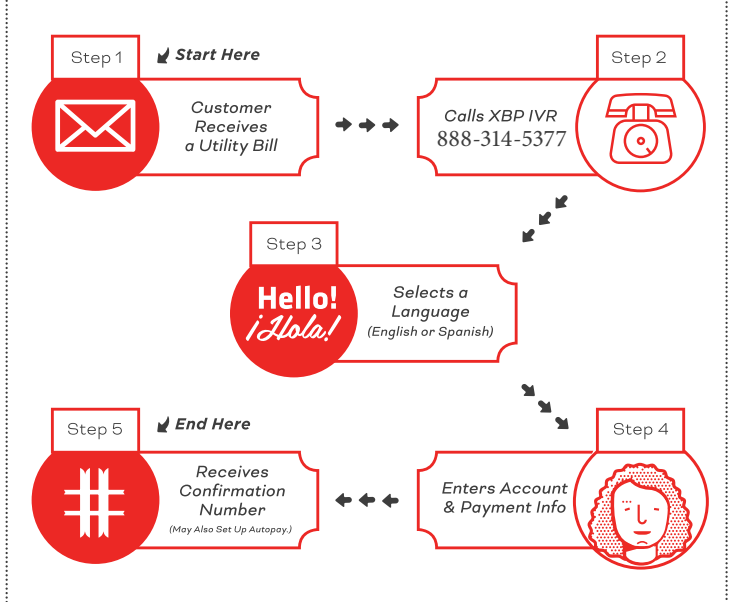 Step 1
Start Here
Customer
Receives
a Utility Bill
Step 2
Calls XBP IVR
888-314-5377
Step 3
Hello!
¡Hola!
Selects a
Language
(English or Spanish)
Step 4
Enters Account
& Payment Info
Step 5
End Here
Receives
Confirmation
Number
(May Also Set Up Autopay.)